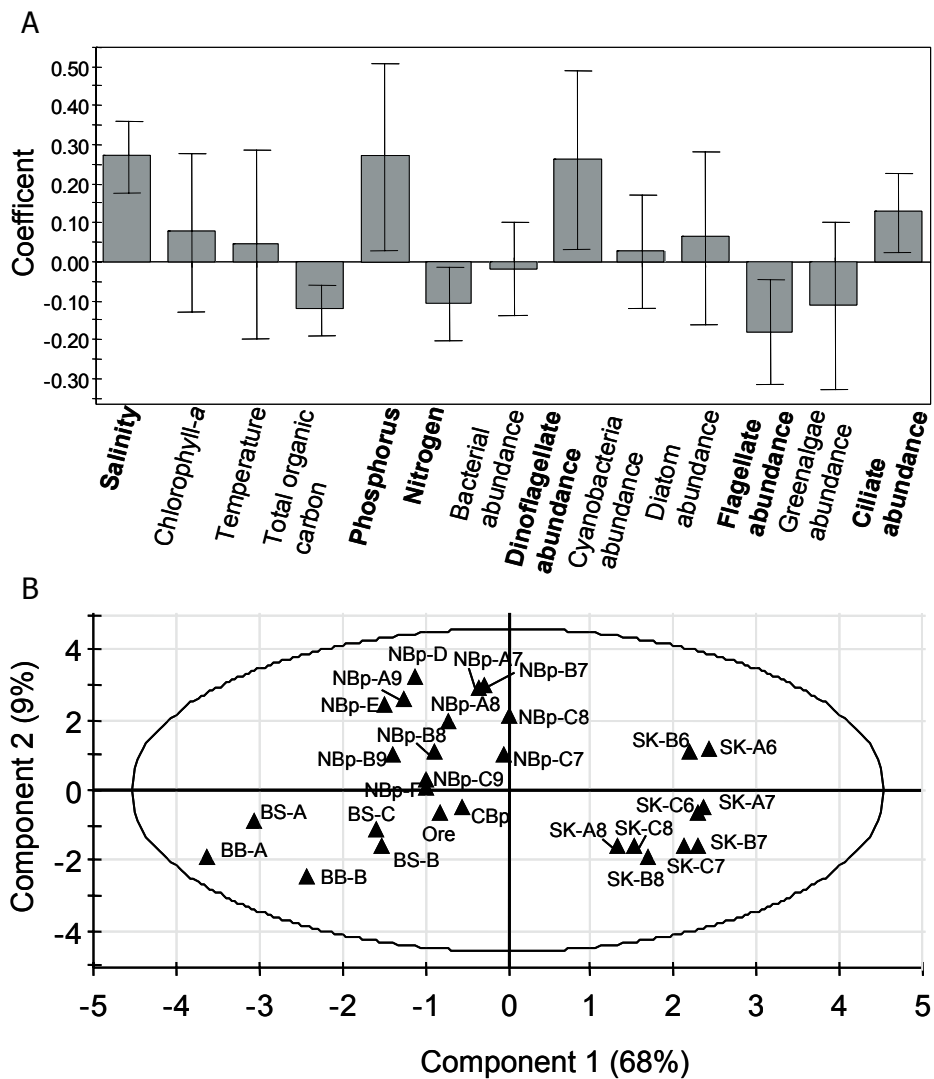 A
Coefficent
0.50
0.40
0.30
0.20
0.10
0.00
-0.10
-0.20
-0.30
Salinity
Chlorophyll-a
Temperature
Total organic
carbon
Phosphorus
Nitrogen
Bacterial
abundance
Dinoflagellate
abundance
Cyanobacteria
abundance
Diatom
abundance
Flagellate
abundance
Greenalgae
abundance
Ciliate
abundance
B
Component 2 (9%)
4
2
0
-2
-4
NBp-D
NBp-A7
NBp-B7
NBp-A9
NBp-E
NBp-A8
NBp-C8
NBp-B8
NBp-B9
NBp-C7
SK-B6
SK-A6
NBp-C9
NBp-F
BS-A
BS-C
Ore
CBp
SK-C6
SK-A7
SK-A8
SK-C8
SK-B7
BB-A
BS-B
SK-C7
BB-B
SK-B8
-5
-4
-3
-2
-1
0
1
2
3
4
5
Component 1 (68%)